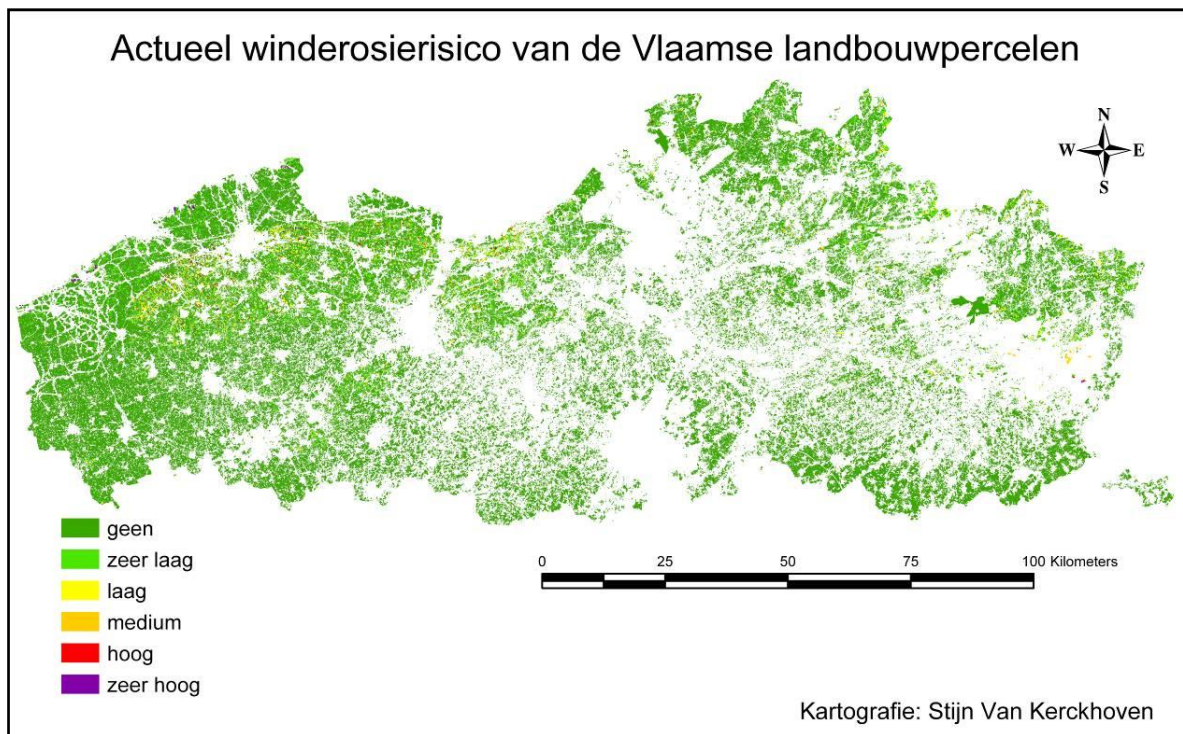 Actueel winderosierisico van de Vlaamse landbouwpercelen
N
W E
S
geen
zeer laag
laag
medium
hoog
zeer hoog
0 25 50 75 100 Kilometers
Kartografie: Stijn Van Kerckhoven